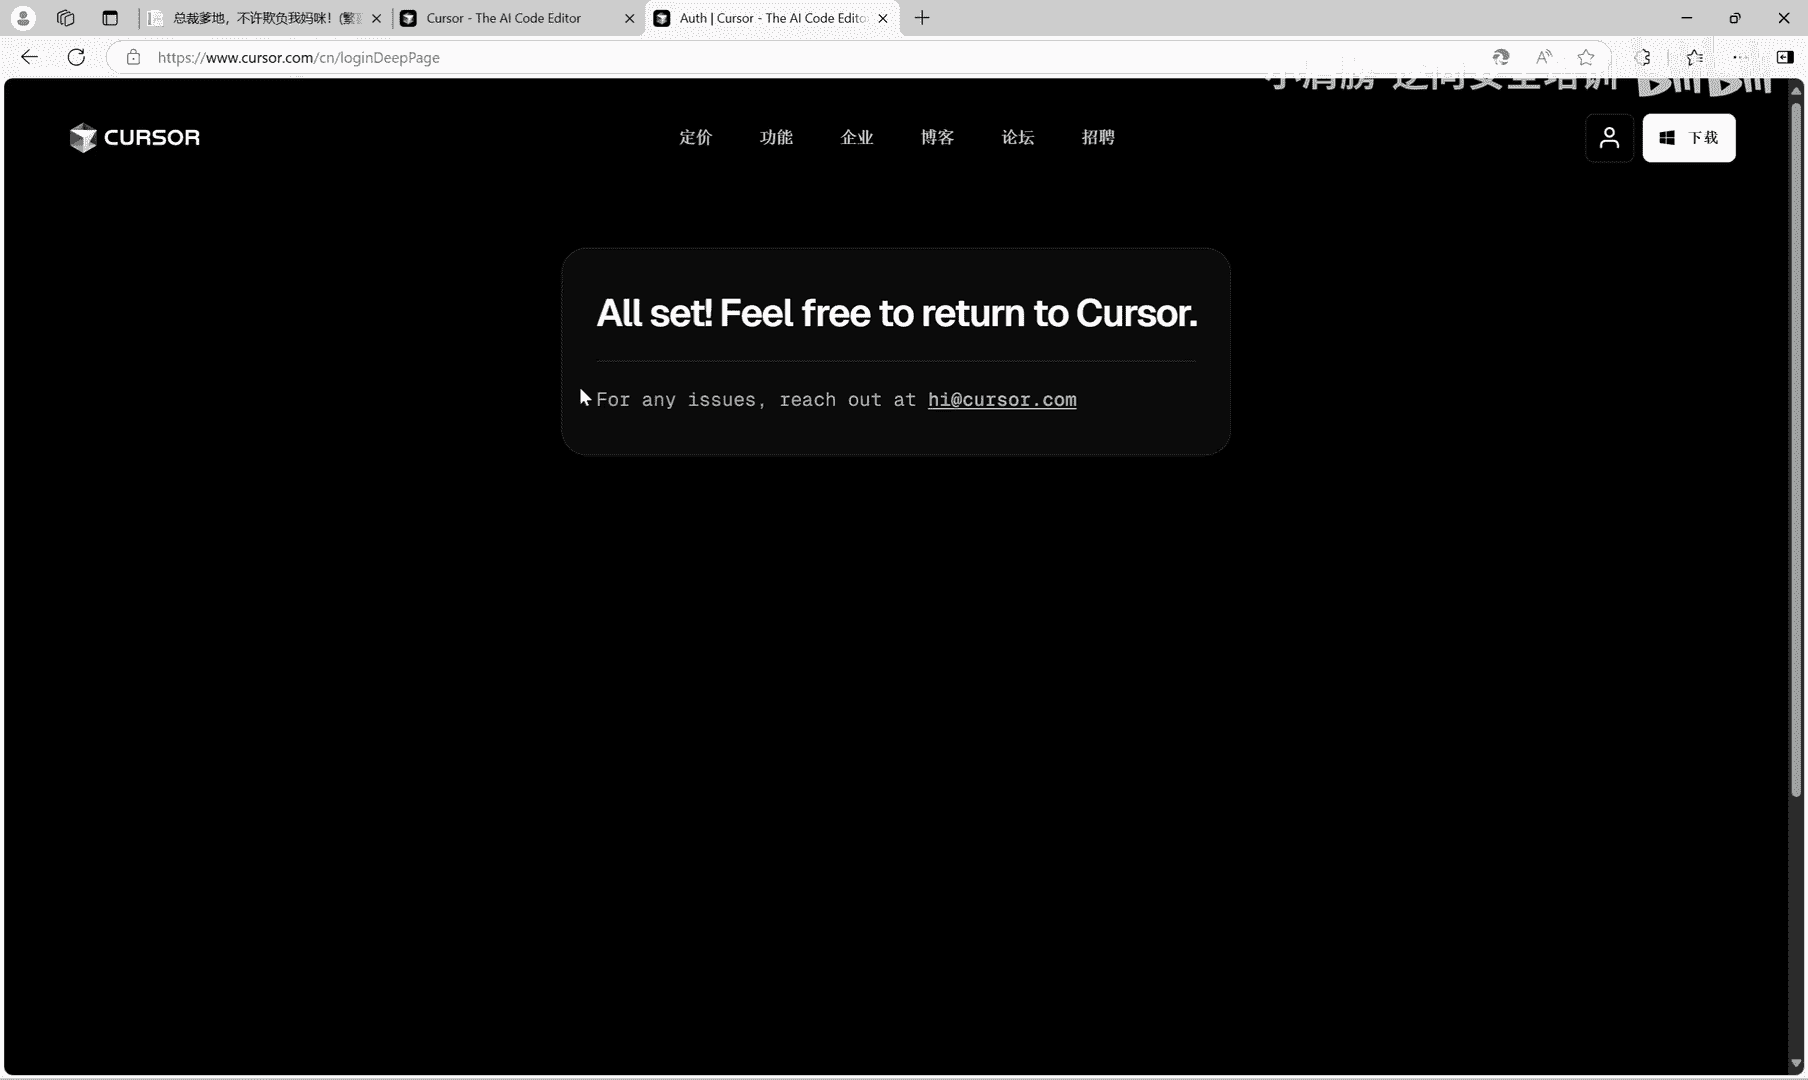 总裁爹地，不许欺负我妈咪！(繁
Cursor - The AI Code Editor
Auth | Cursor - The AI Code Edito
https://www.cursor.com/cn/loginDeepPage
CURSOR
定价
功能
企业
博客
论坛
招聘
下载
All set! Feel free to return to Cursor.
For any issues, reach out at hi@cursor.com